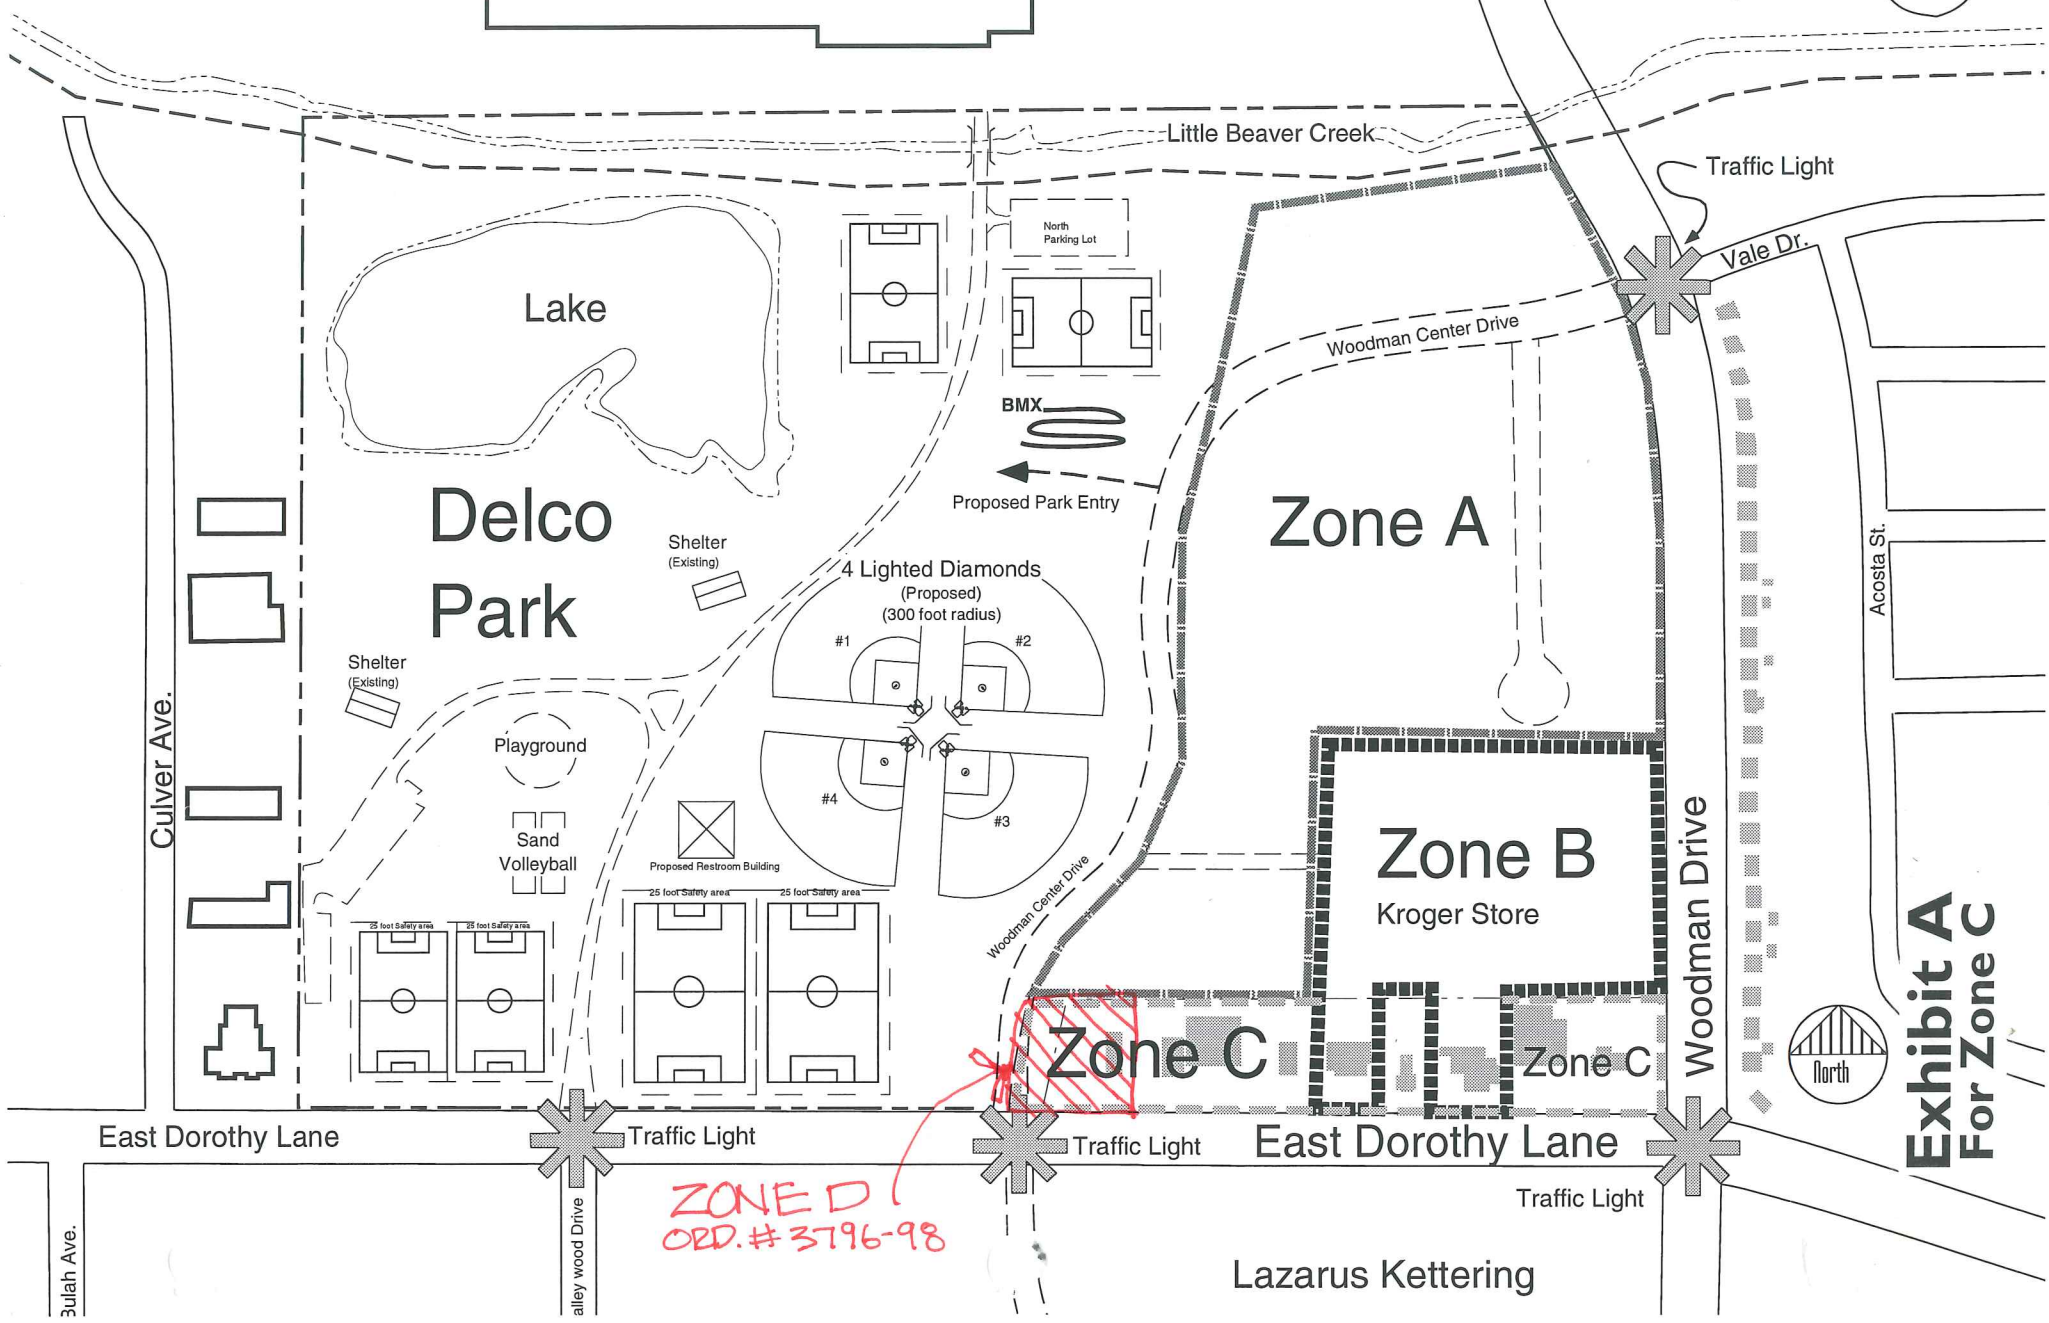 Little Beaver Creek
Traffic Light
Vale Dr.
North
Parking Lot
Lake
Woodman Center Drive
BMX
Proposed Park Entry
Delco
Park
Zone A
Shelter
(Existing)
4 Lighted Diamonds
(Proposed)
(300 foot radius)
#1
#2
Acosta St.
Shelter
(Existing)
Culver Ave.
Playground
#4
#3
Sand
Volleyball
Proposed Restroom Building
Zone B
Kroger Store
Woodman Drive
25 foot Safety area
25 foot Safety area
25 foot Safety area
25 foot Safety area
Woodman Center Drive
Exhibit A
For Zone C
Zone C
Zone C
North
East Dorothy Lane
Traffic Light
Traffic Light
East Dorothy Lane
Traffic Light
ZONE D
ORD. # 3796-98
Bulah Ave.
alley wood Drive
Lazarus Kettering